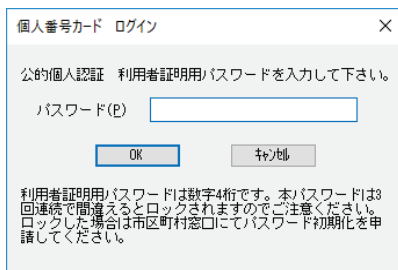 個人番号カード ログイン
公的個人認証 利用者証明用パスワードを入力して下さい。
パスワード(P)
OK キャンセル
利用者証明用パスワードは数字4桁です。本パスワードは3
回連続で間違えるとロックされますのでご注意ください。
ロックした場合は市区町村窓口にてパスワード初期化を申
請してください。